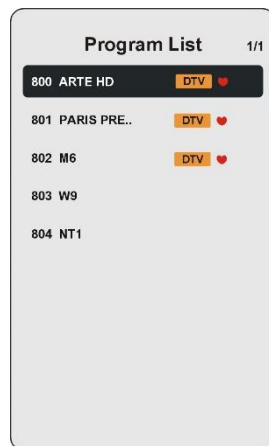 Program List 1/1
800 ARTE HD DTV
801 PARIS PRE.. DTV
802 M6 DTV
803 W9
804 NT1